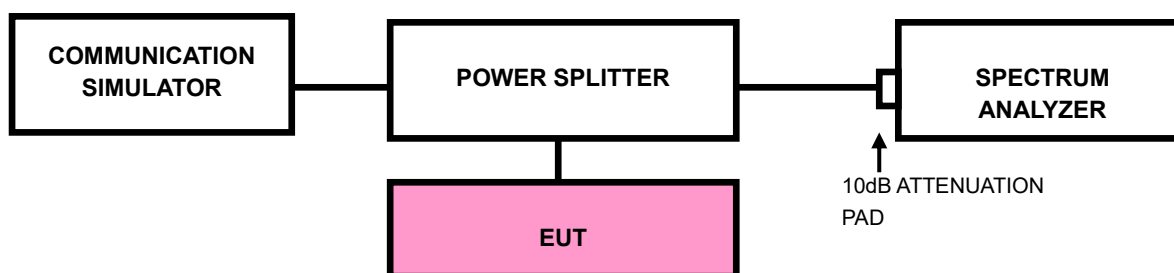 COMMUNICATION
SIMULATOR
POWER SPLITTER
SPECTRUM
ANALYZER
10dB ATTENUATION
PAD
EUT